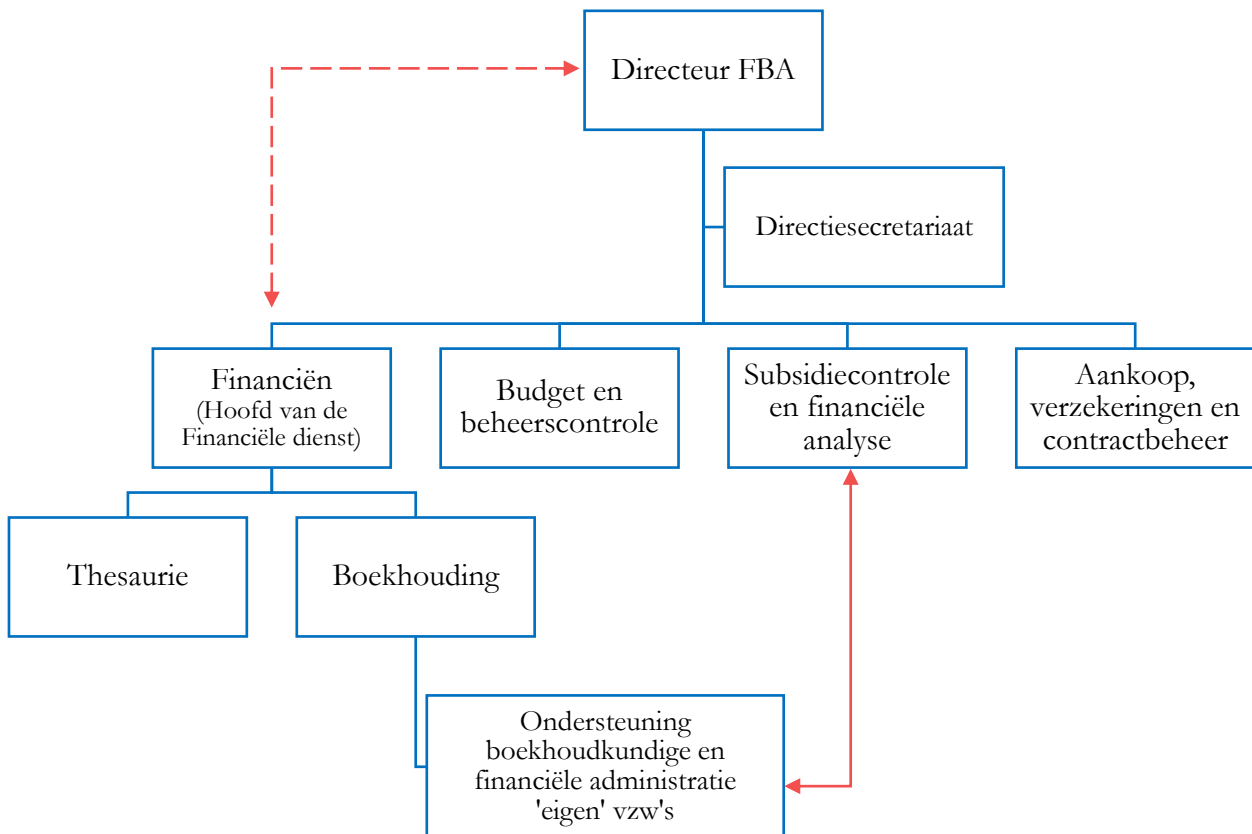 Directeur FBA
Directiesecretariaat
Financiën
(Hoofd van de
Financiële dienst)
Budget en
beheerscontrole
Subsidiecontrole
en financiële
analyse
Aankoop,
verzekeringen en
contractbeheer
Thesaurie
Boekhouding
Ondersteuning
boekhoudkundige en
financiële administratie
'eigen' vzw's